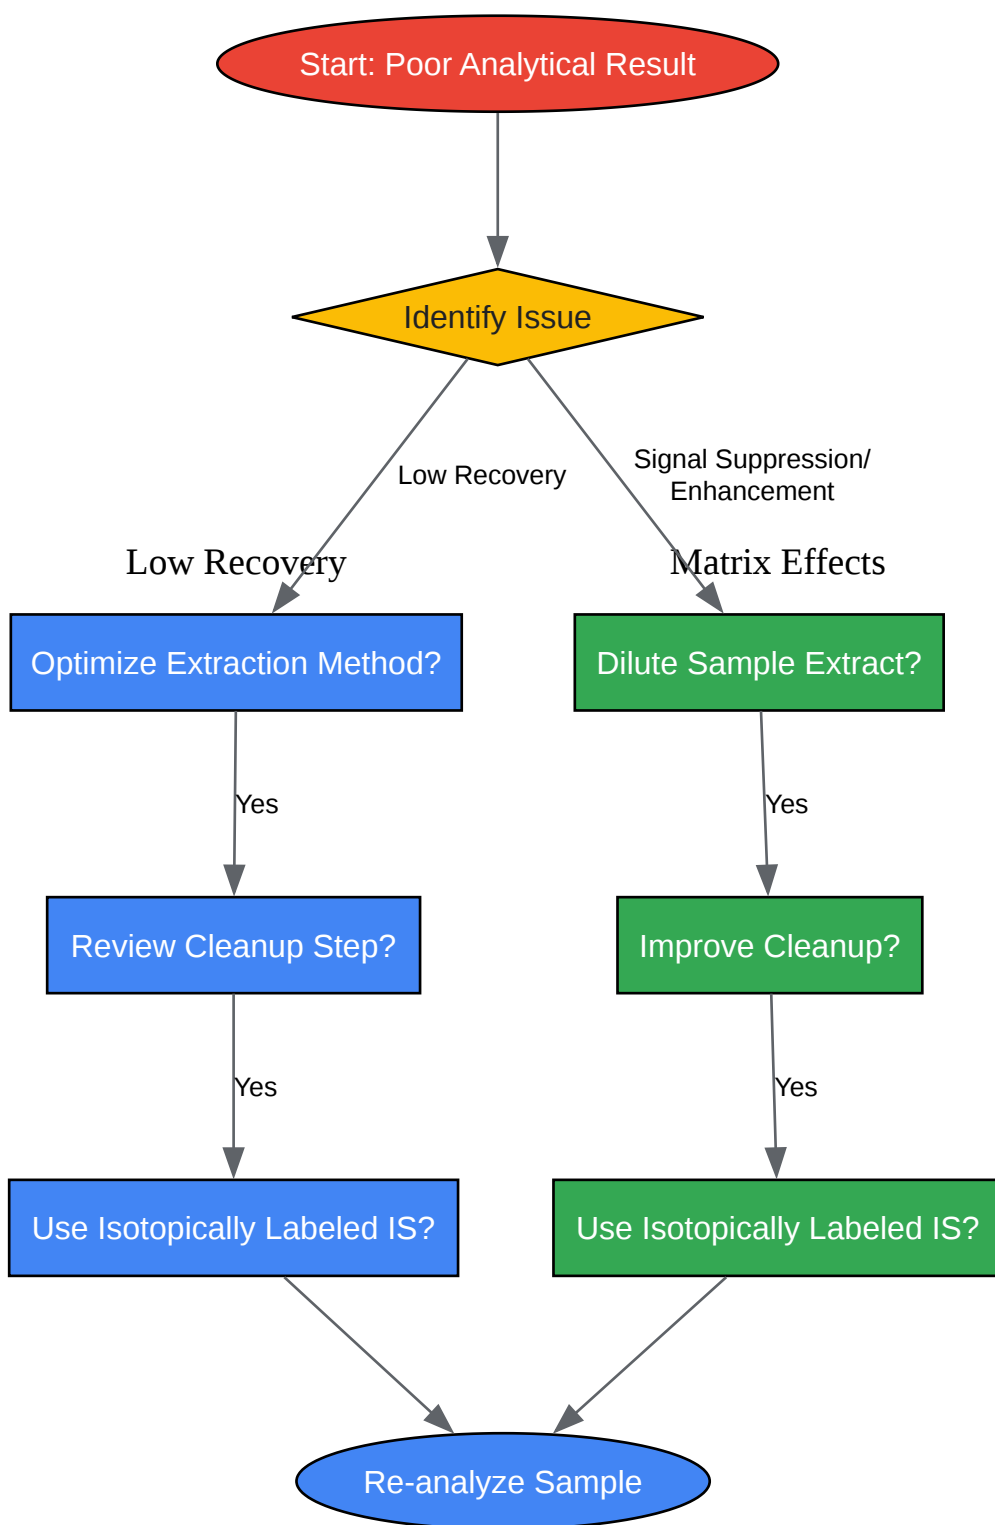 Start: Poor Analytical Result
Identify Issue
Low Recovery
Signal Suppression/
Enhancement
Low Recovery
Matrix Effects
Optimize Extraction Method?
Dilute Sample Extract?
Yes
Yes
Review Cleanup Step?
Improve Cleanup?
Yes
Yes
Use Isotopically Labeled IS?
Use Isotopically Labeled IS?
Re-analyze Sample